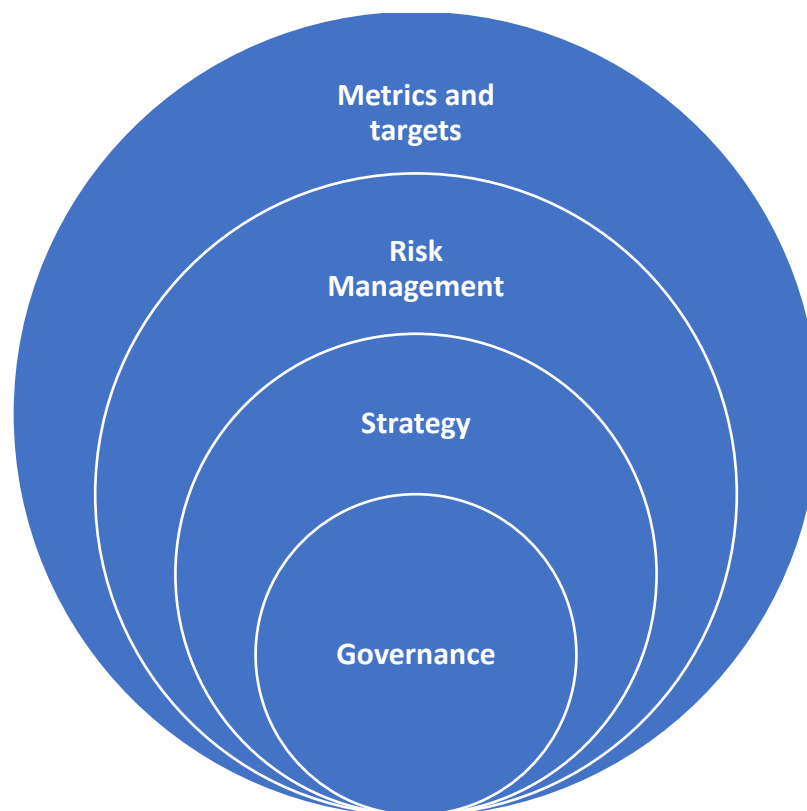 Metrics and
targets
Risk
Management
Strategy
Governance